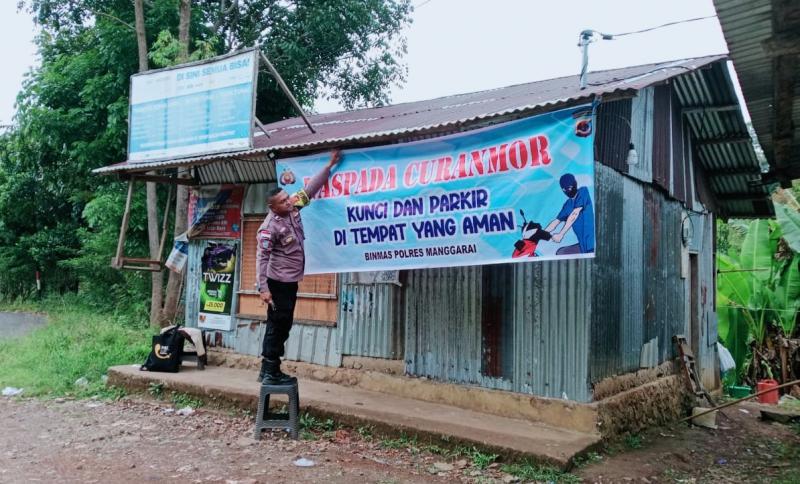 DI SINI SEMUA BISA!
WASPADA CURANMOR
KUNCI DAN PARKIR
DI TEMPAT YANG AMAN
BINMAS POLRES MANGGARAI
TWIZZ